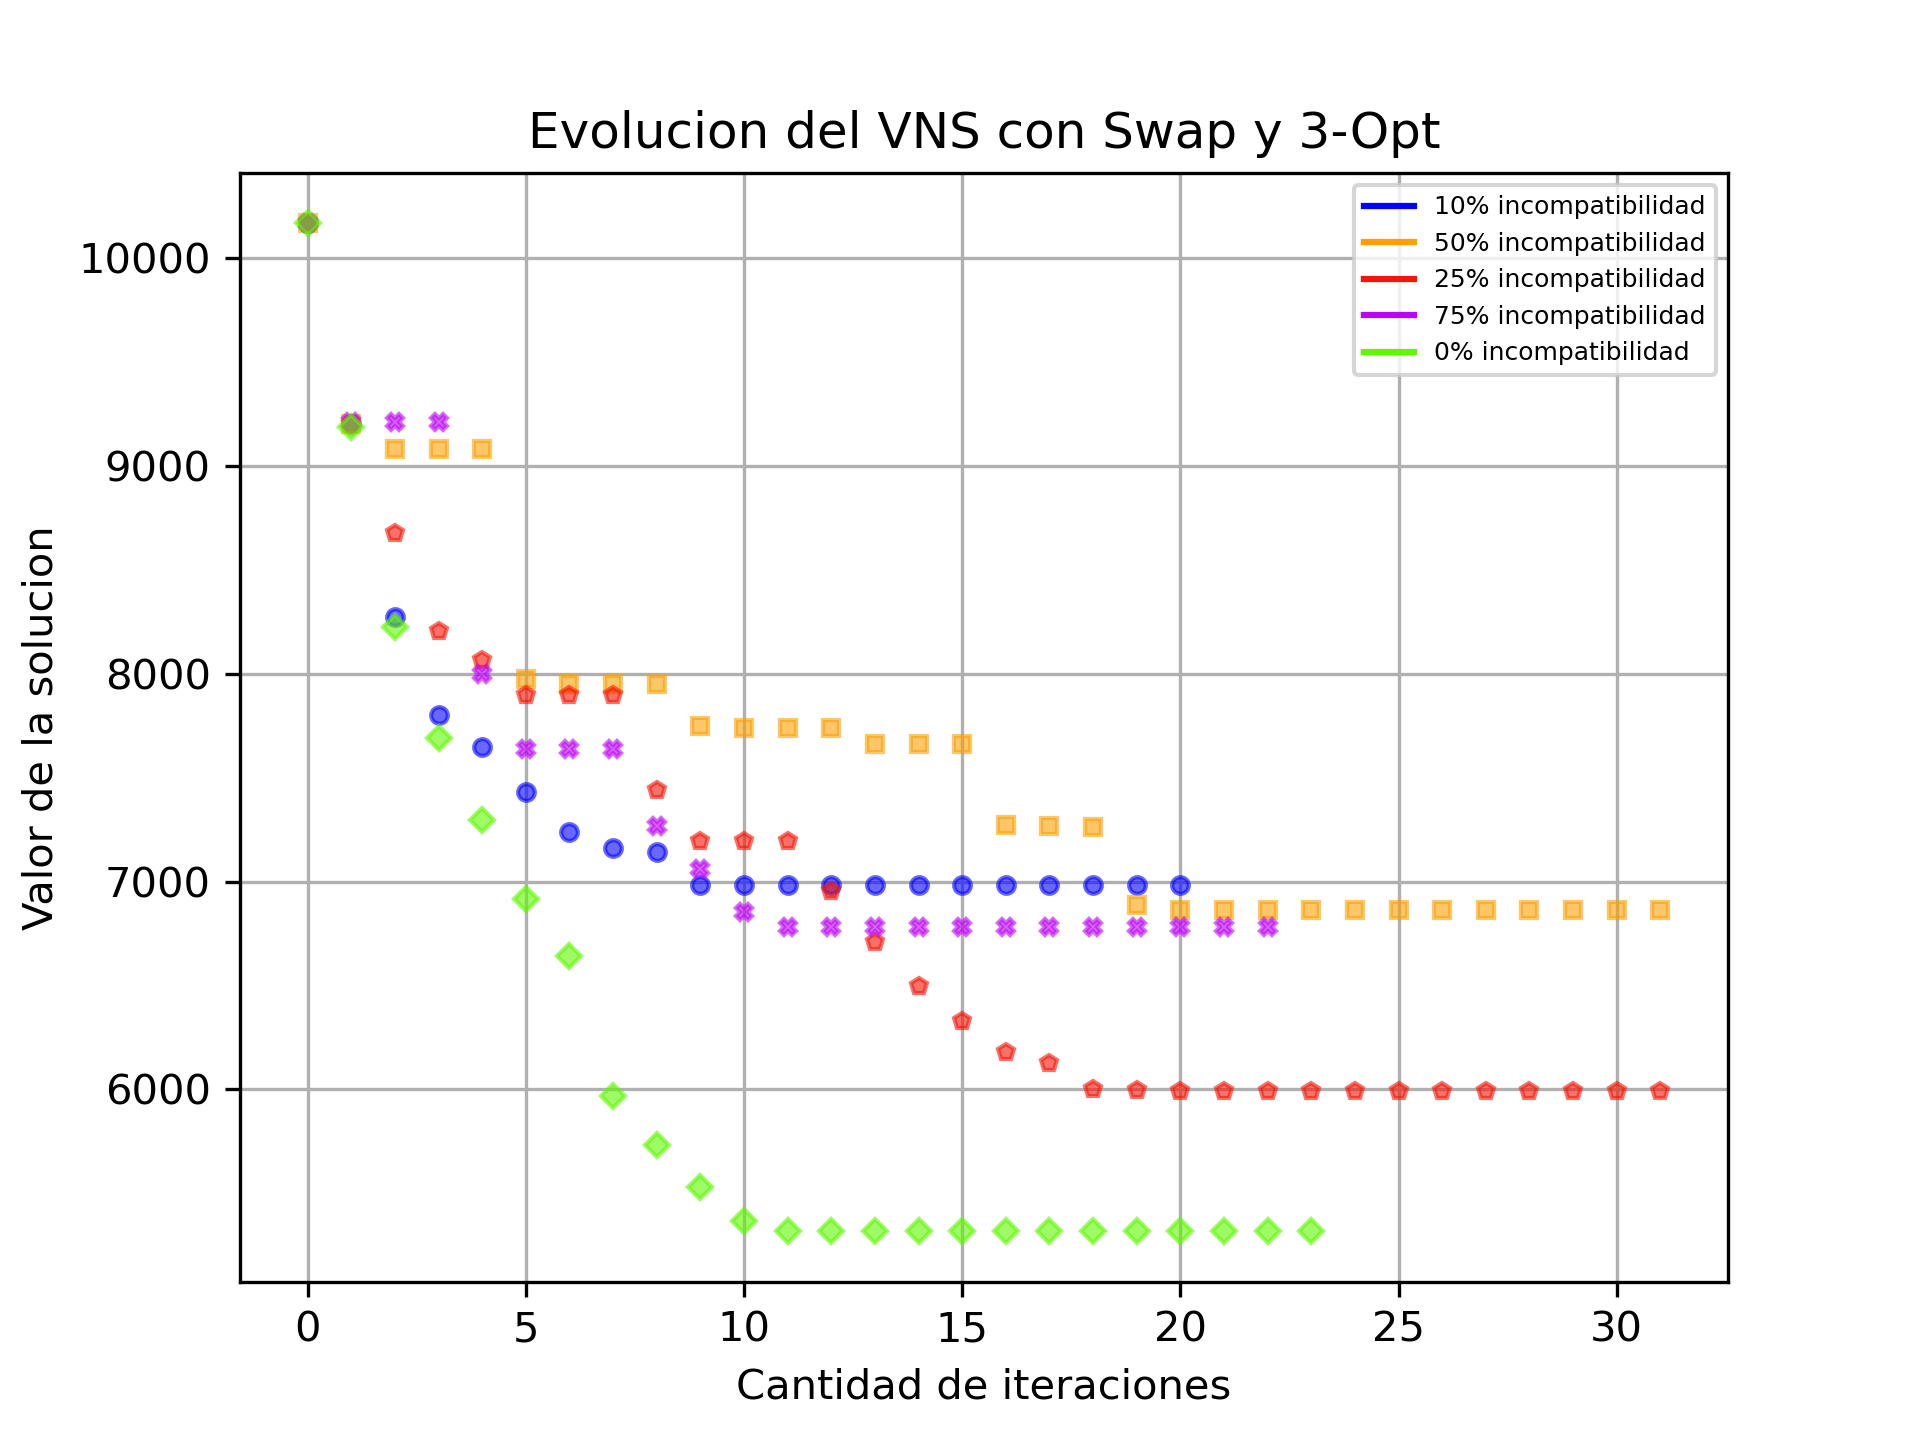 Evolucion del VNS con Swap y 3-Opt
10% incompatibilidad
50% incompatibilidad
25% incompatibilidad
75% incompatibilidad
0% incompatibilidad
Valor de la solucion
10000
9000
8000
7000
6000
0 5 10 15 20 25 30
Cantidad de iteraciones